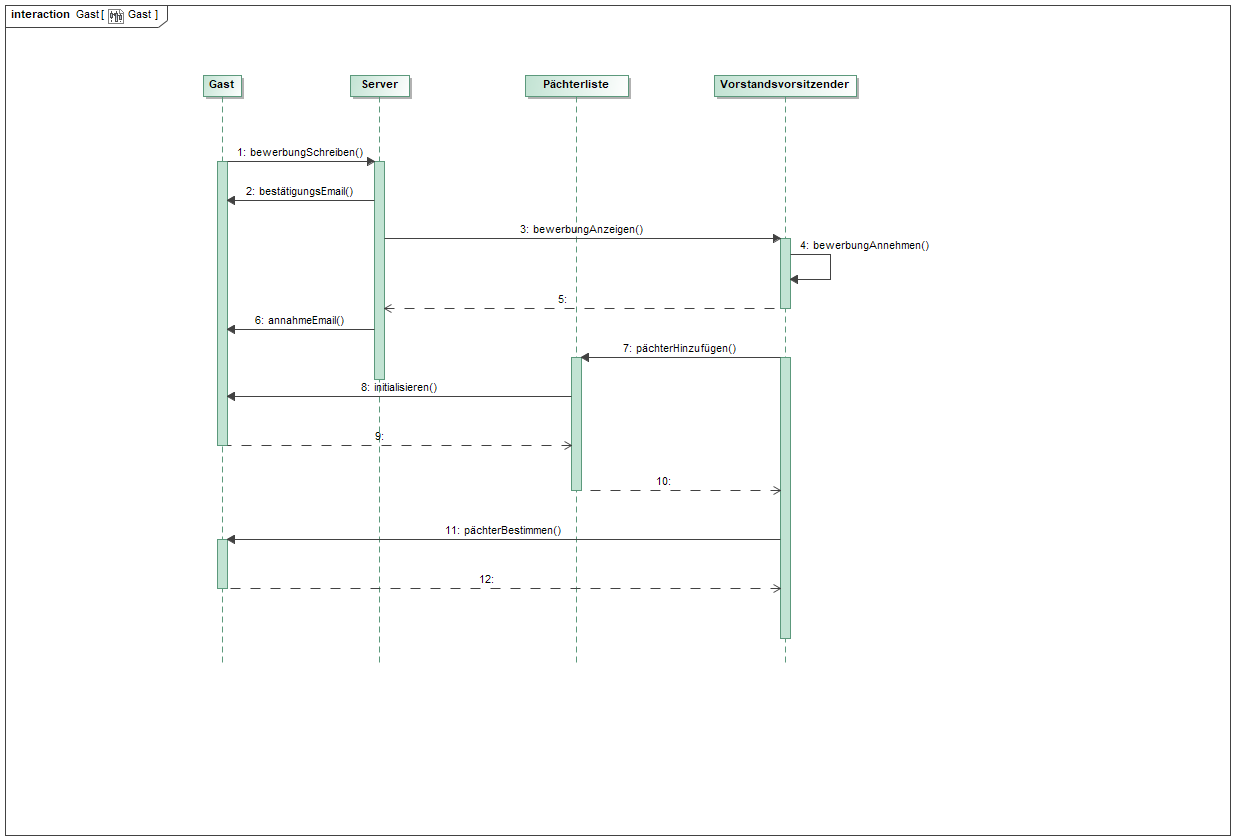 interaction Gast[ Gast ]
Gast Server Pächterliste Vorstandsvorsitzender
1: bewerbungSchreiben()
2: bestätigungsEmail()
3: bewerbungAnzeigen()
4: bewerbungAnnehmen()
5:
6: annahmeEmail()
7: pächterHinzufügen()
8: initialisieren()
9:
10:
11: pächterBestimmen()
12: